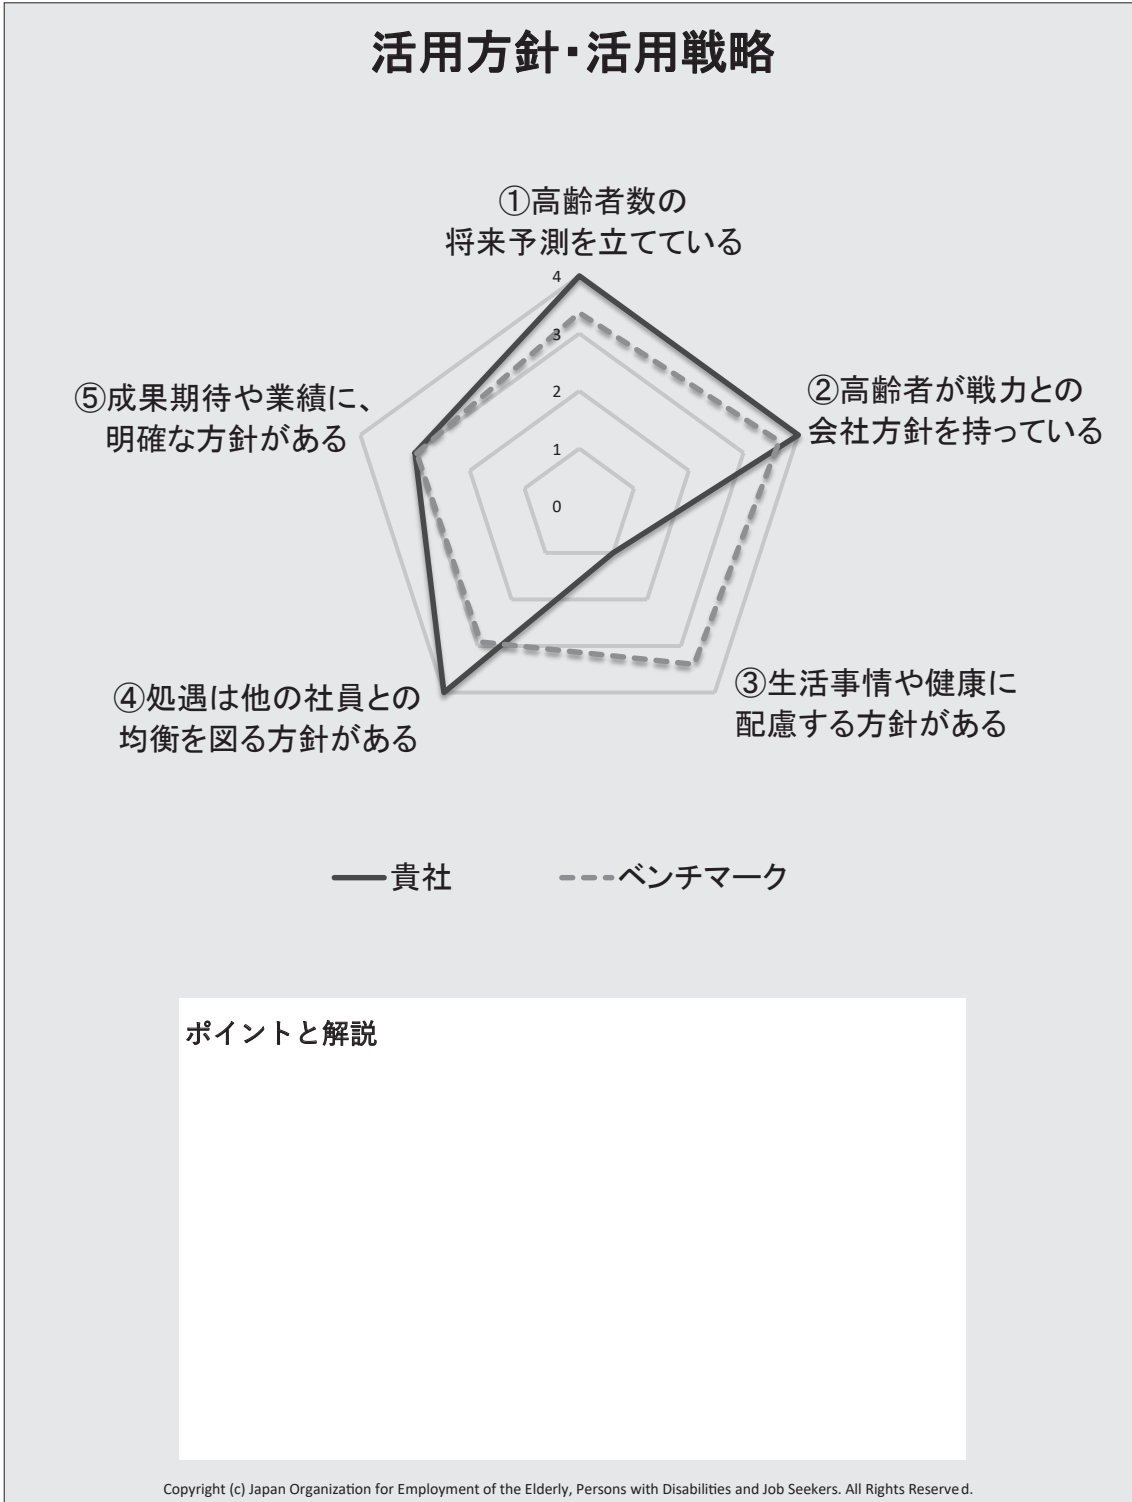 活用方針・活用戦略
①高齢者数の
将来予測を立てている
4
3
2
1
0
②高齢者が戦力との
会社方針を持っている
⑤成果期待や業績に、
明確な方針がある
③生活事情や健康に
配慮する方針がある
④処遇は他の社員との
均衡を図る方針がある
貴社
ベンチマーク
ポイントと解説
Copyright (c) Japan Organization for Employment of the Elderly, Persons with Disabilities and Job Seekers. All Rights Reserved.